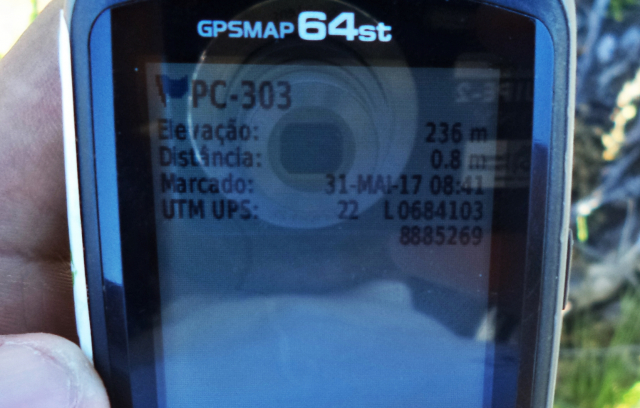 GPSMAP 64st
PC-303
Elevação: 236 m
Distância: 0.8 m
Marcado: 31-MAI-17 08:41
UTM UPS: 22 L 0684103
8885269